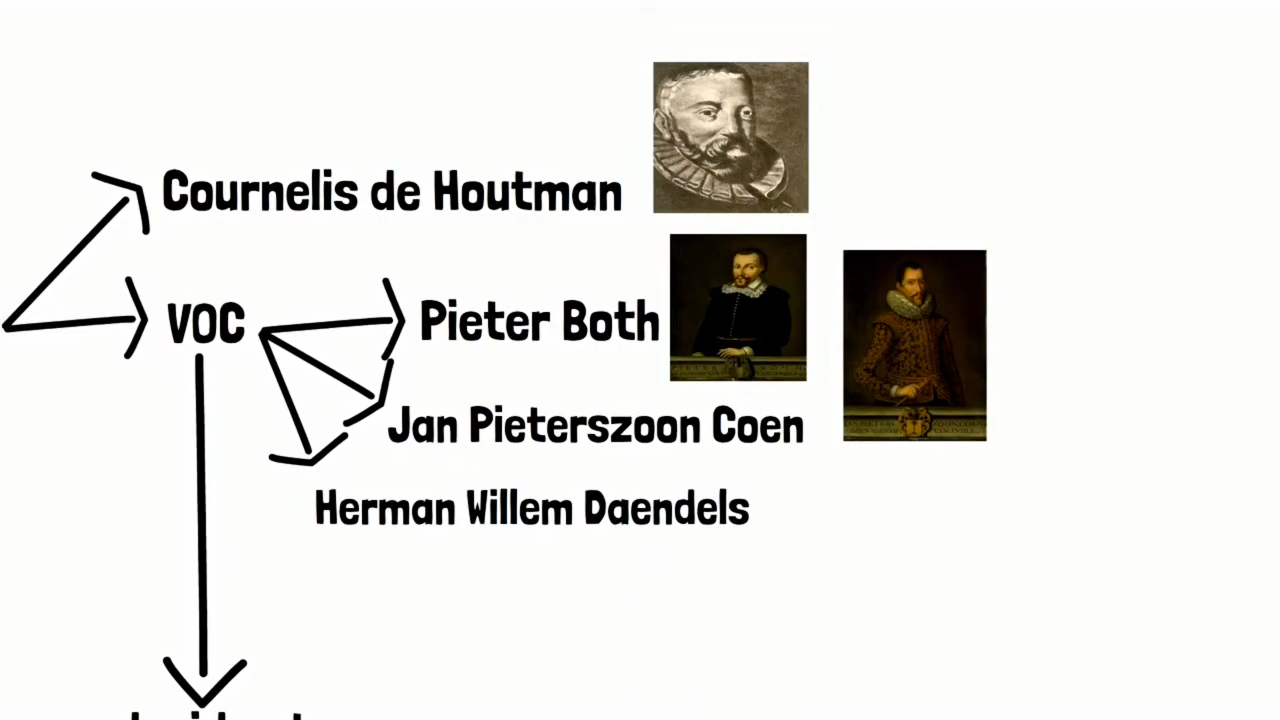 Cournelis de Houtman
VOC
Pieter Both
Jan Pieterszoon Coen
Herman Willem Daendels